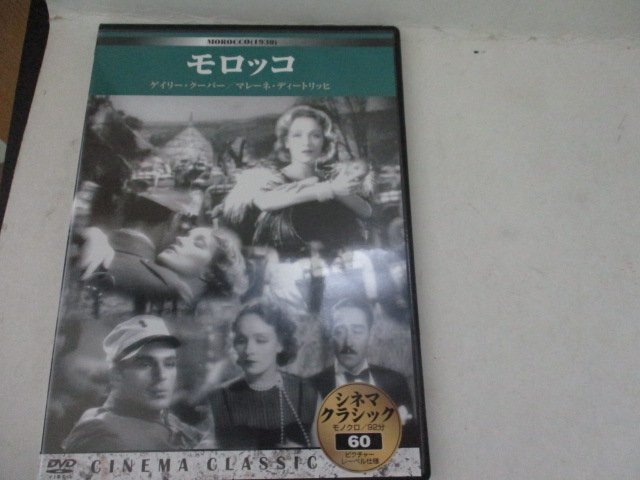 MOROCCO(1930)
モロッコ
ゲイリー・クーパー／マレーネ・ディートリッヒ
シネマ
クラシック
モノクロ／92分
60
ピクチャー
レーベル仕様
DVD
VIDEO
CINEMA CLASSIC